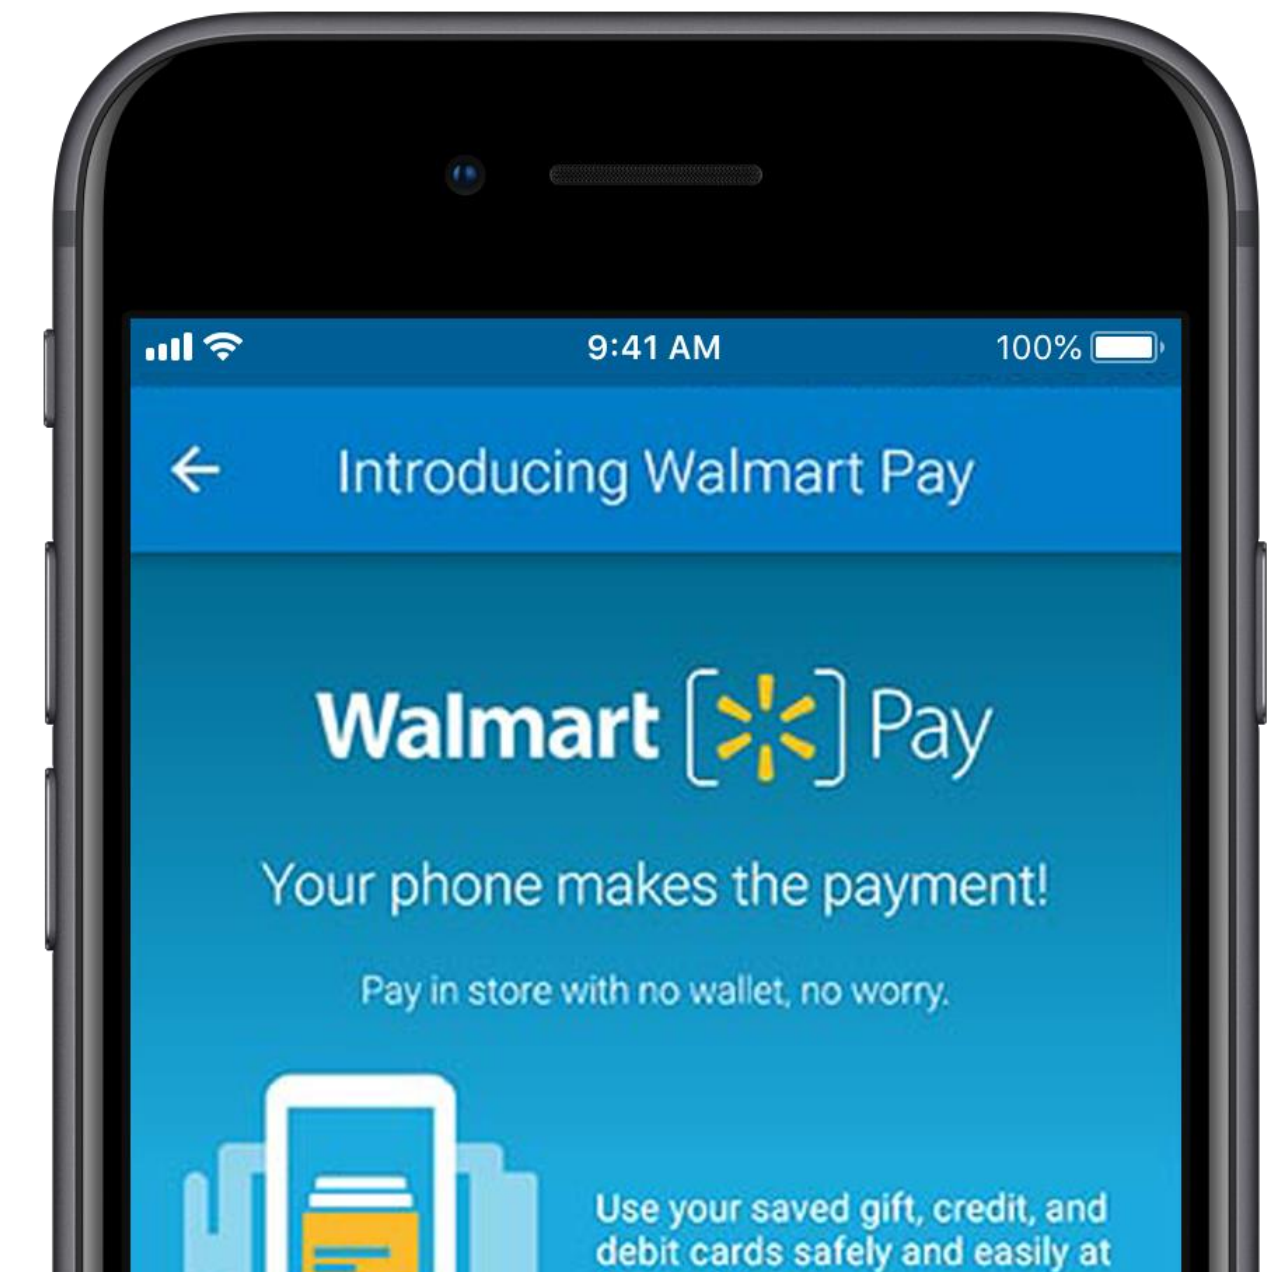 9:41 AM 100%
Introducing Walmart Pay
Walmart Pay
Your phone makes the payment!
Pay in store with no wallet, no worry.
Use your saved gift, credit, and
debit cards safely and easily at